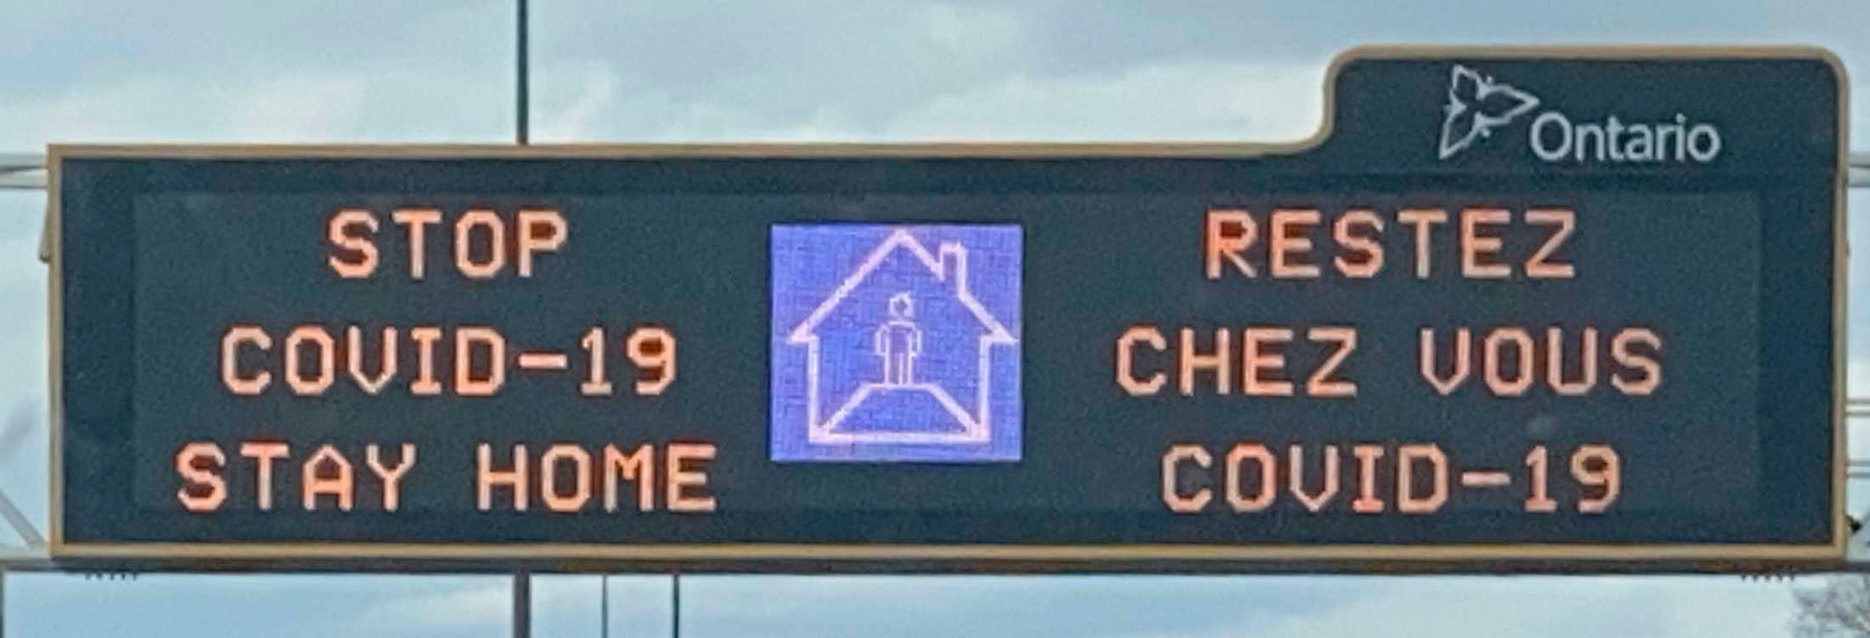 Ontario
STOP
COVID-19
STAY HOME
RESTEZ
CHEZ VOUS
COVID-19